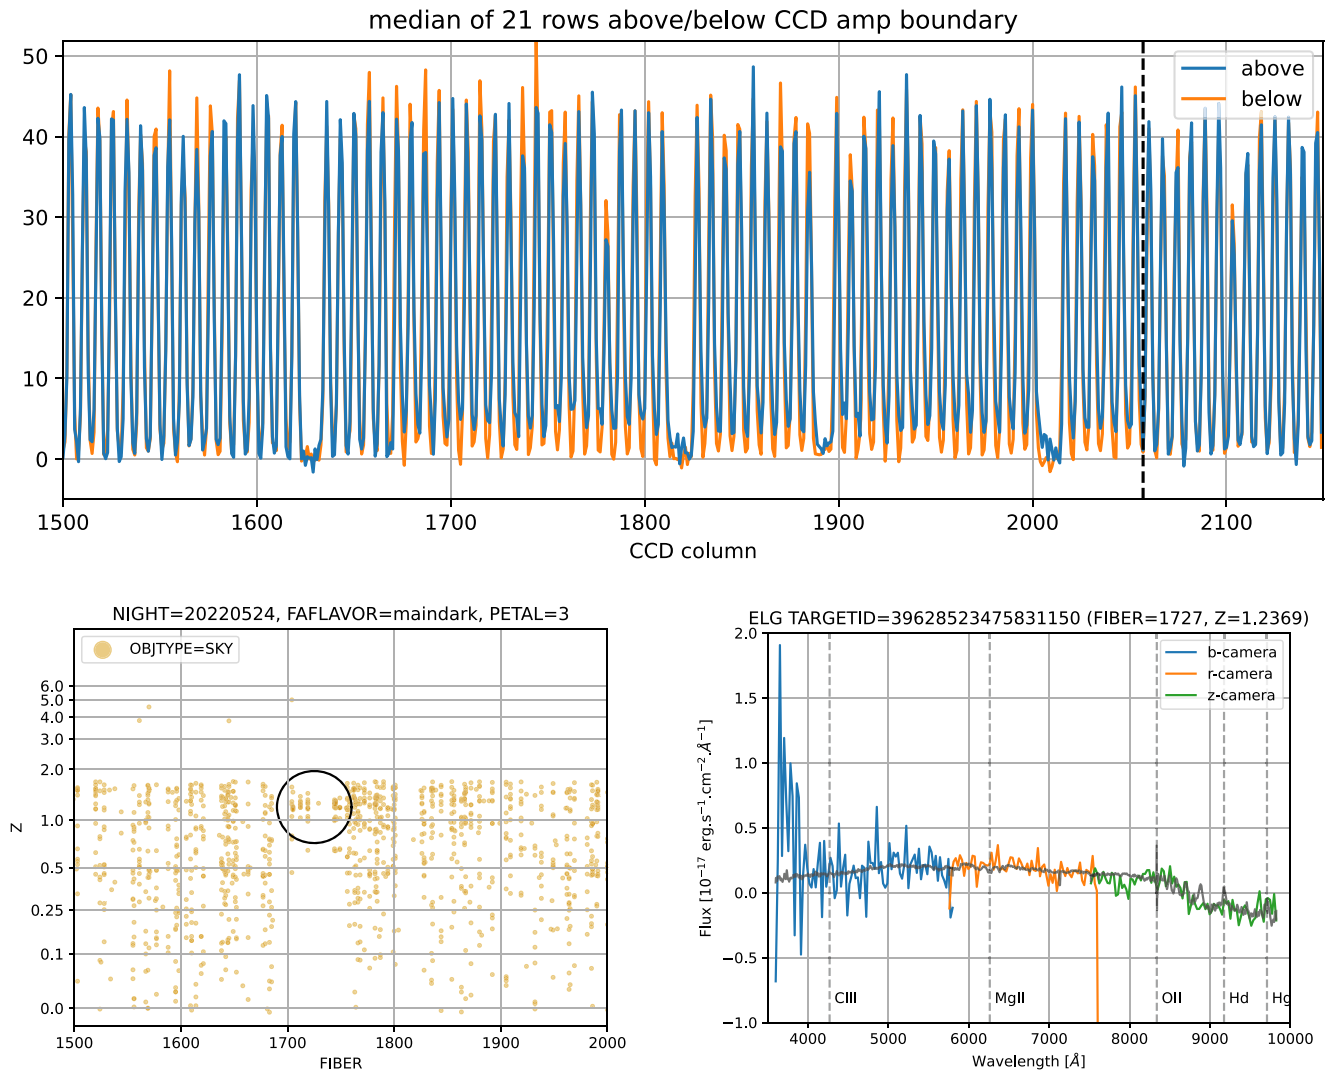 median of 21 rows above/below CCD amp boundary
50
40
30
20
10
0
above
below
1500
1600
1700
1800
1900
2000
2100
CCD column
NIGHT=20220524, FAFLAVOR=maindark, PETAL=3
OBJTYPE=SKY
Z
6.0
5.0
4.0
3.0
2.0
1.0
0.5
0.25
0.1
0.0
1500
1600
1700
1800
1900
2000
FIBER
ELG TARGETID=39628523475831150 (FIBER=1727, Z=1.2369)
b-camera
r-camera
z-camera
Flux [10⁻¹⁷ erg.s⁻¹.cm⁻².Å⁻¹]
2.0
1.5
1.0
0.5
0.0
−0.5
−1.0
CIII
MgII
OII
Hd
Hg
4000
5000
6000
7000
8000
9000
10000
Wavelength [Å]